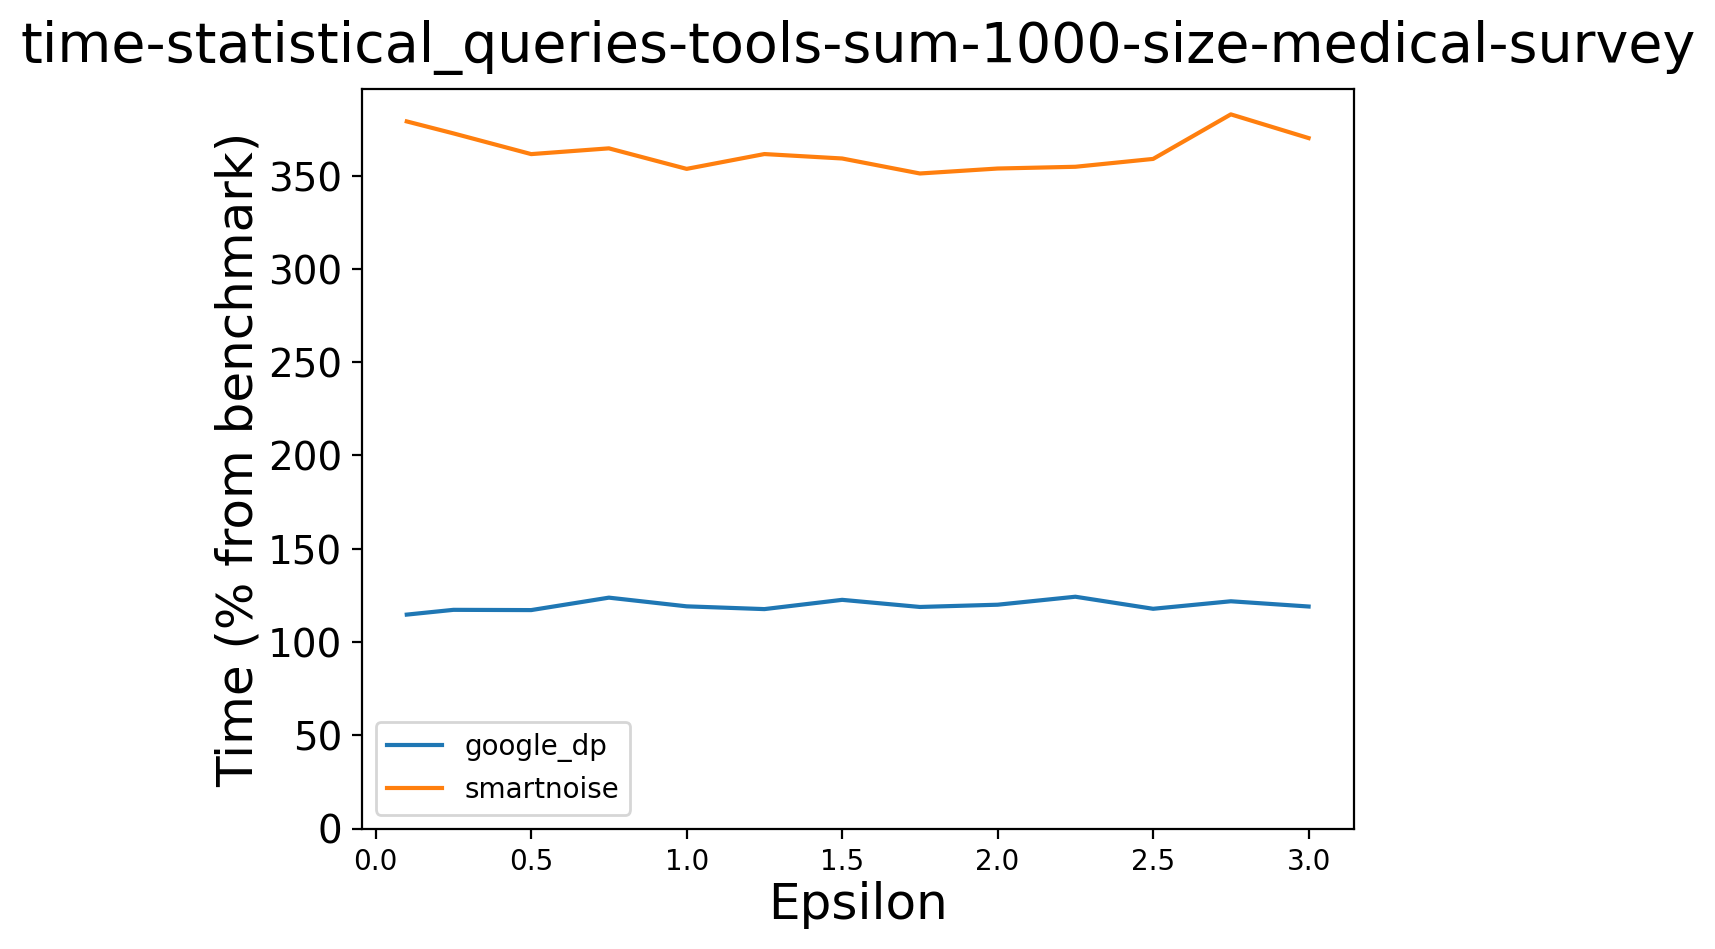 time-statistical_queries-tools-sum-1000-size-medical-survey
Time (% from benchmark)
350
300
250
200
150
100
50
0
google_dp
smartnoise
0.0 0.5 1.0 1.5 2.0 2.5 3.0
Epsilon